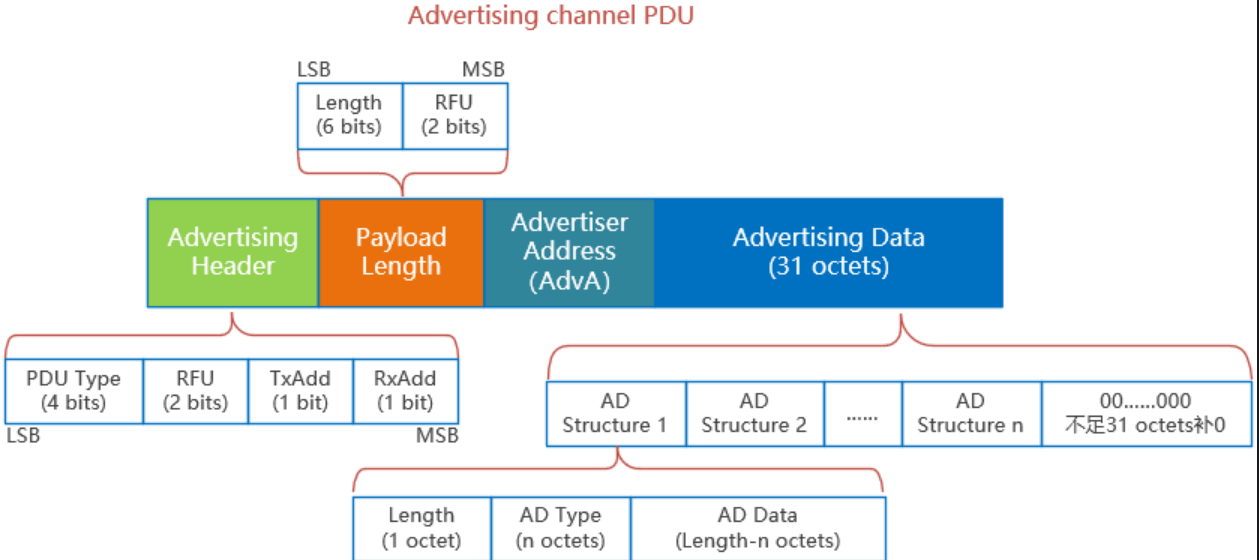 Advertising channel PDU
LSB
MSB
Length
(6 bits)
RFU
(2 bits)
Advertising
Header
Payload
Length
Advertiser
Address
(AdvA)
Advertising Data
(31 octets)
PDU Type
(4 bits)
RFU
(2 bits)
TxAdd
(1 bit)
RxAdd
(1 bit)
LSB
MSB
AD
Structure 1
AD
Structure 2
......
AD
Structure n
00......000
不足31 octets补0
Length
(1 octet)
AD Type
(n octets)
AD Data
(Length-n octets)